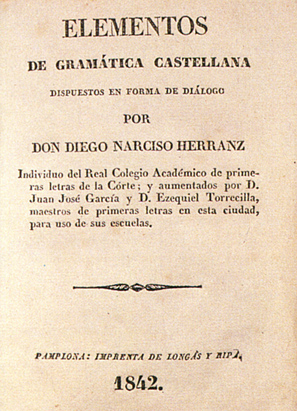 ELEMENTOS
DE GRAMÁTICA CASTELLANA
DISPUESTOS EN FORMA DE DIÁLOGO
POR
DON DIEGO NARCISO HERRANZ
Individuo del Real Colegio Académico de prime-
ras letras de la Córte; y aumentados por D.
Juan José García y D. Ezequiel Torrecilla,
maestros de primeras letras en esta ciudad,
para uso de sus escuelas.
PAMPLONA: IMPRENTA DE LONGÁS Y RIPA,
1842.